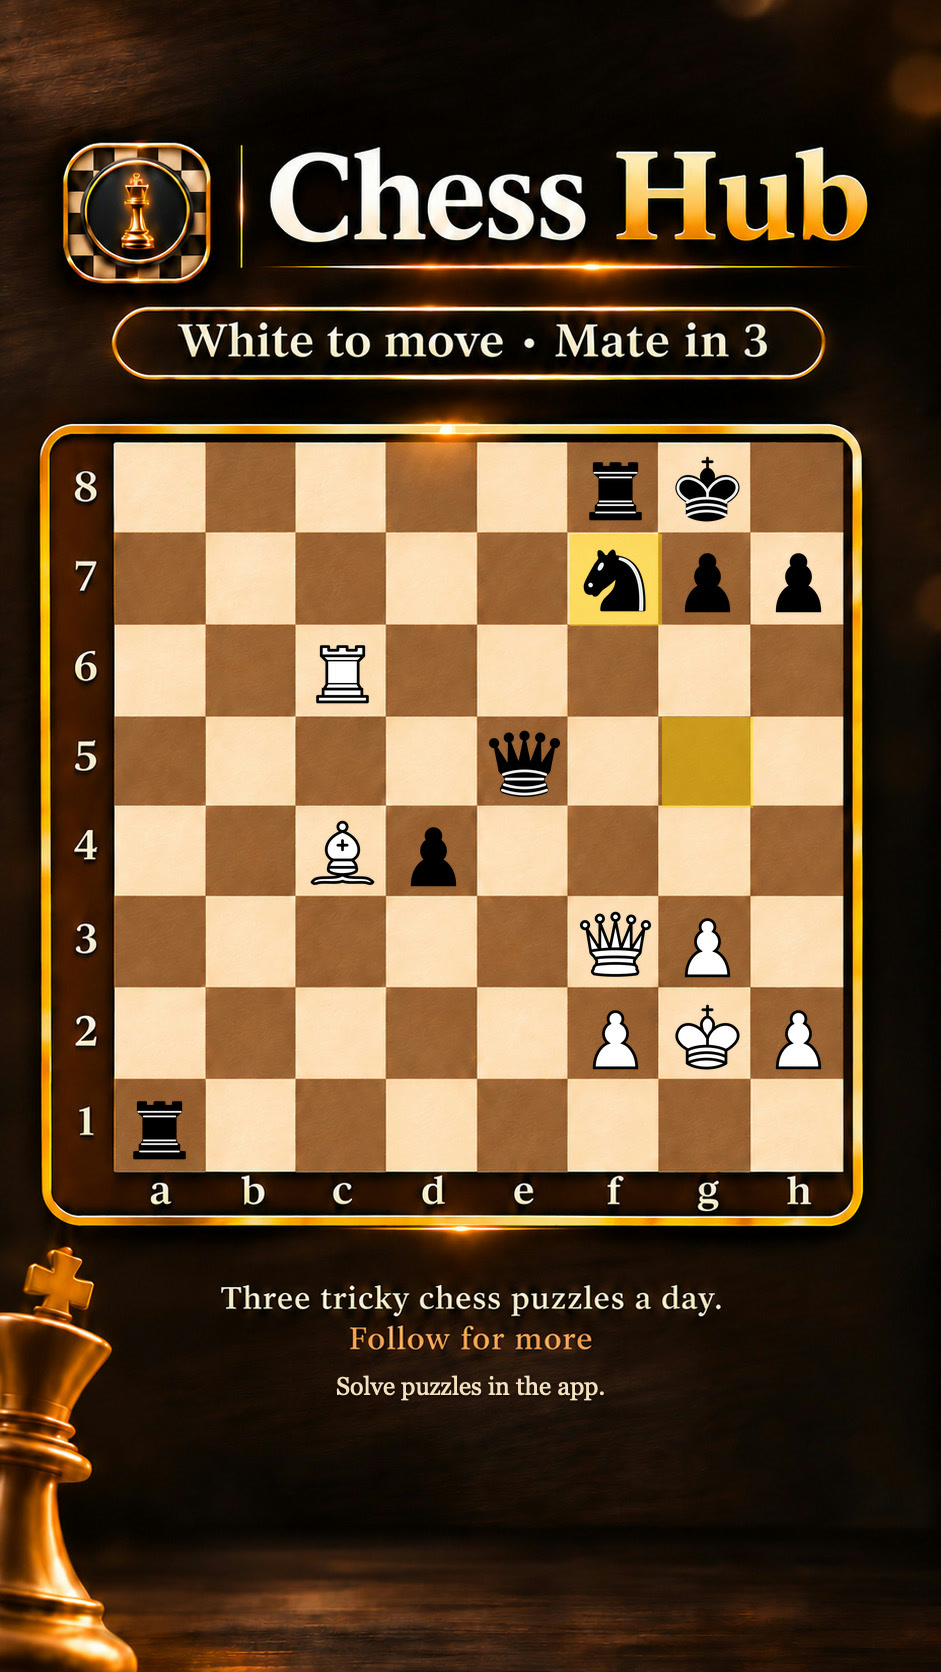 Chess Hub
White to move • Mate in 3
8
7
6
5
4
3
2
1
a b c d e f g h
Three tricky chess puzzles a day.
Follow for more
Solve puzzles in the app.